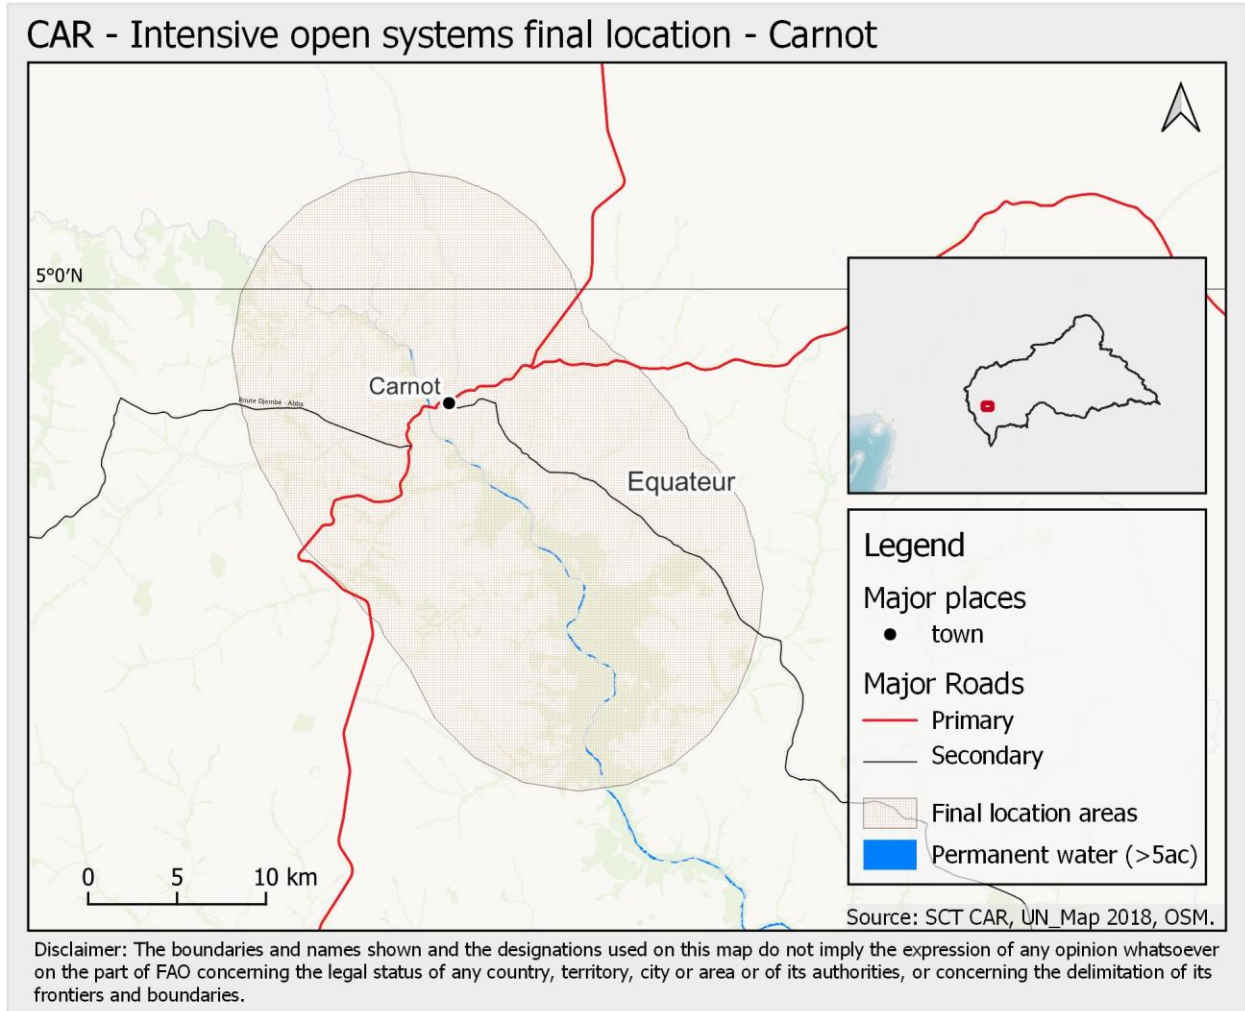 CAR - Intensive open systems final location - Carnot
5°0'N
Carnot
Route Djembé - Abba
Equateur
Legend
Major places
town
Major Roads
Primary
Secondary
Final location areas
Permanent water (>5ac)
0 5 10 km
Source: SCT CAR, UN_Map 2018, OSM.
Disclaimer: The boundaries and names shown and the designations used on this map do not imply the expression of any opinion whatsoever
on the part of FAO concerning the legal status of any country, territory, city or area or of its authorities, or concerning the delimitation of its
frontiers and boundaries.